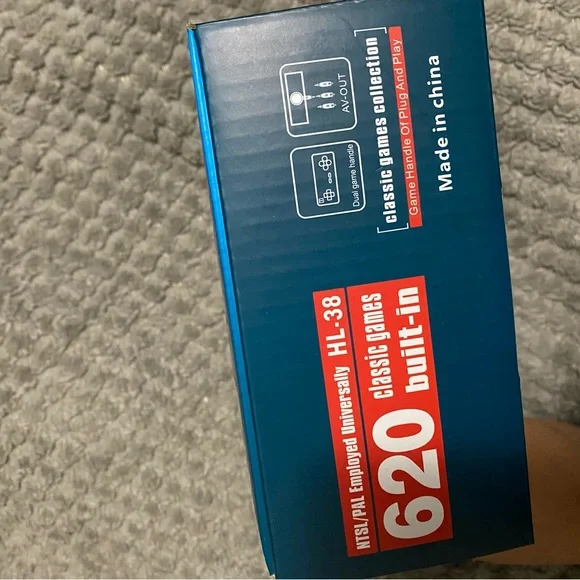 NTSL/PAL Employed Universally HL-38
620 classic games
built-in
AV-OUT
Dual game handle
[classic games collection]
Game Handle Of Plug And Play
Made in china